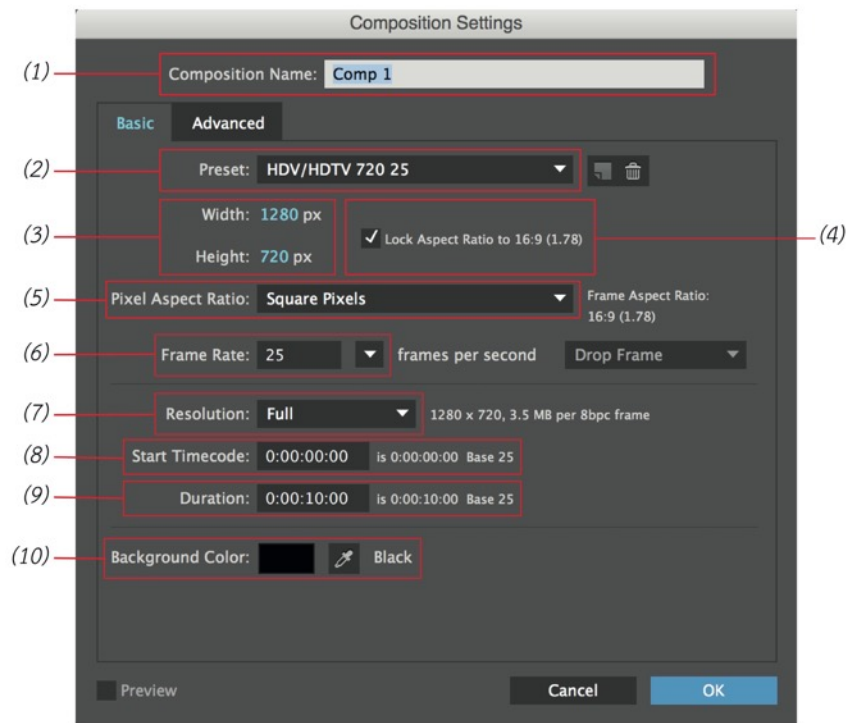 Composition Settings
(1) Composition Name: Comp 1
Basic Advanced
(2) Preset: HDV/HDTV 720 25
(3) Width: 1280 px
Height: 720 px
Lock Aspect Ratio to 16:9 (1.78) (4)
(5) Pixel Aspect Ratio: Square Pixels Frame Aspect Ratio:
16:9 (1.78)
(6) Frame Rate: 25 frames per second Drop Frame
(7) Resolution: Full 1280 x 720, 3.5 MB per 8bpc frame
(8) Start Timecode: 0:00:00:00 is 0:00:00:00 Base 25
(9) Duration: 0:00:10:00 is 0:00:10:00 Base 25
(10) Background Color: Black
Preview Cancel OK